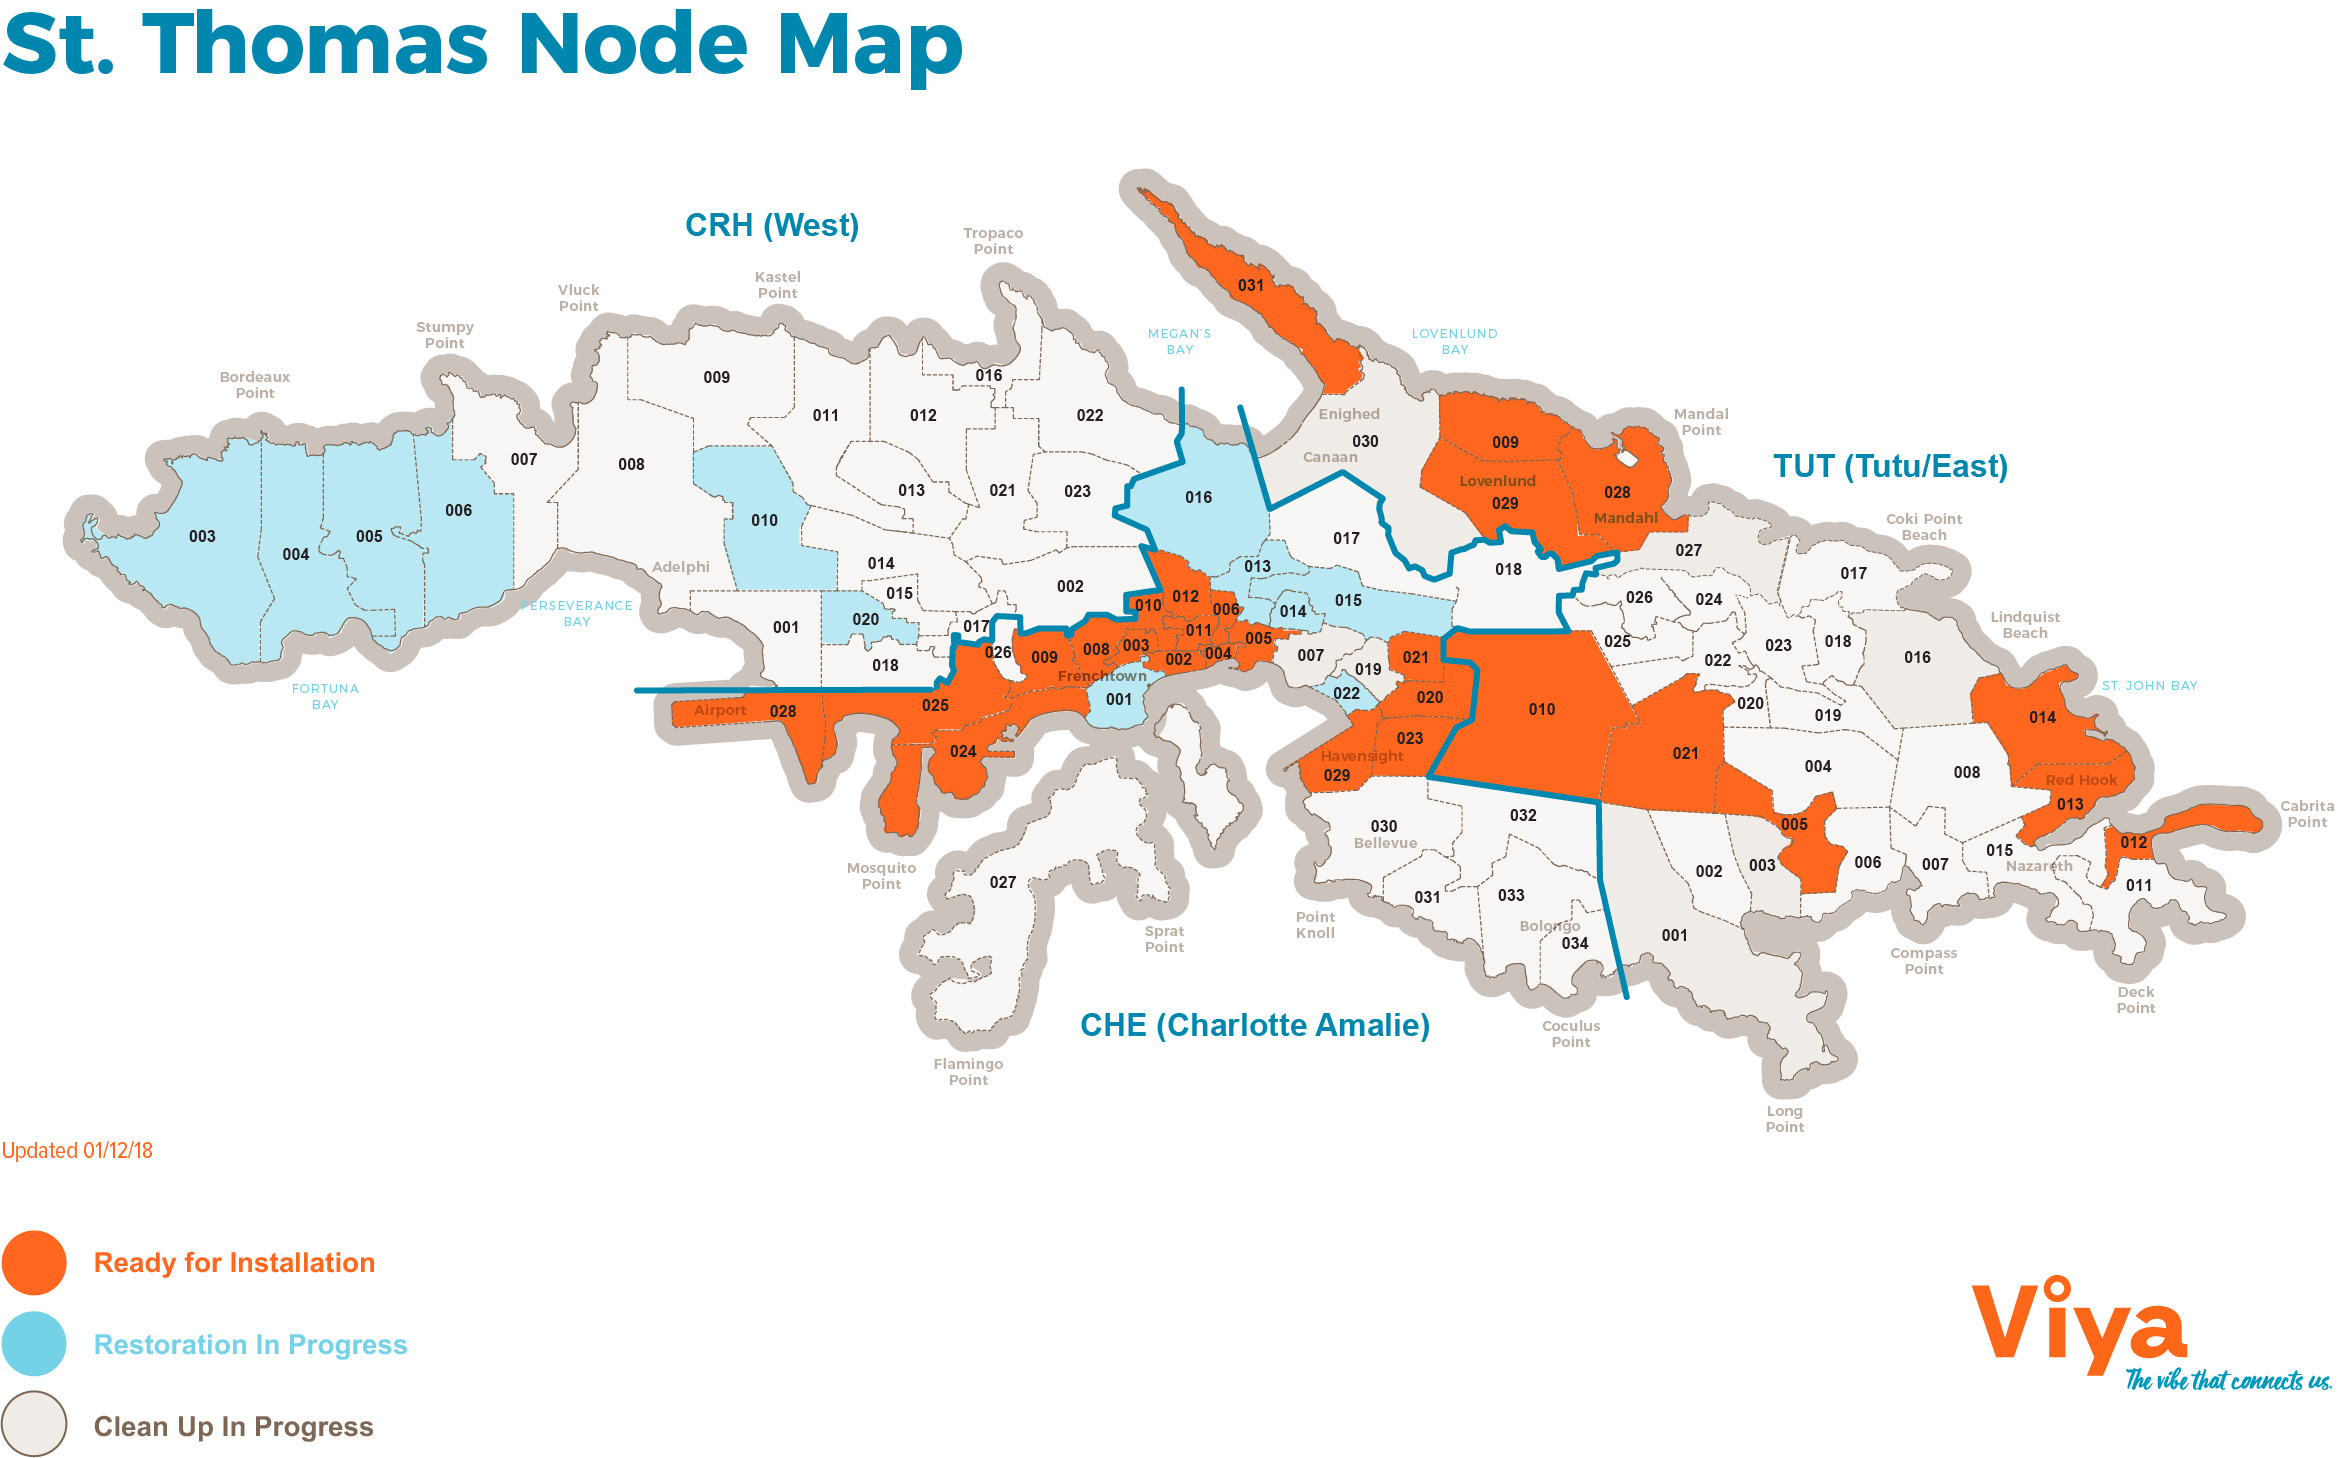 St. Thomas Node Map
CRH (West)
Tropaco
Point
Kastel
Point
Vluck
Point
Stumpy
Point
Bordeaux
Point
MEGAN'S
BAY
LOVENLUND
BAY
Mandal
Point
TUT (Tutu/East)
Coki Point
Beach
Lindquist
Beach
ST. JOHN BAY
Cabrita
Point
031
009
016
011
012
022
Enighed
030
Canaan
009
Lovenlund
029
028
Mandahl
007
008
013
021
023
016
003
004
005
006
010
017
027
018
017
Adelphi
014
015
002
013
014
015
026
024
025
023
018
016
022
PERSEVERANCE
BAY
001
020
018
017
026
009
008
010
012
006
011
003
002
004
005
Frenchtown
001
007
019
021
022
020
023
FORTUNA
BAY
Airport
028
025
024
Havensight
029
010
021
020
019
014
004
008
Red Hook
013
012
005
Mosquito
Point
027
030
Bellevue
032
031
033
Bolongo
034
002
003
006
007
015
Nazareth
011
001
Sprat
Point
Point
Knoll
Compass
Point
Deck
Point
CHE (Charlotte Amalie)
Coculus
Point
Flamingo
Point
Long
Point
Updated 01/12/18
Ready for Installation
Restoration In Progress
Clean Up In Progress
Viya
The vibe that connects us.